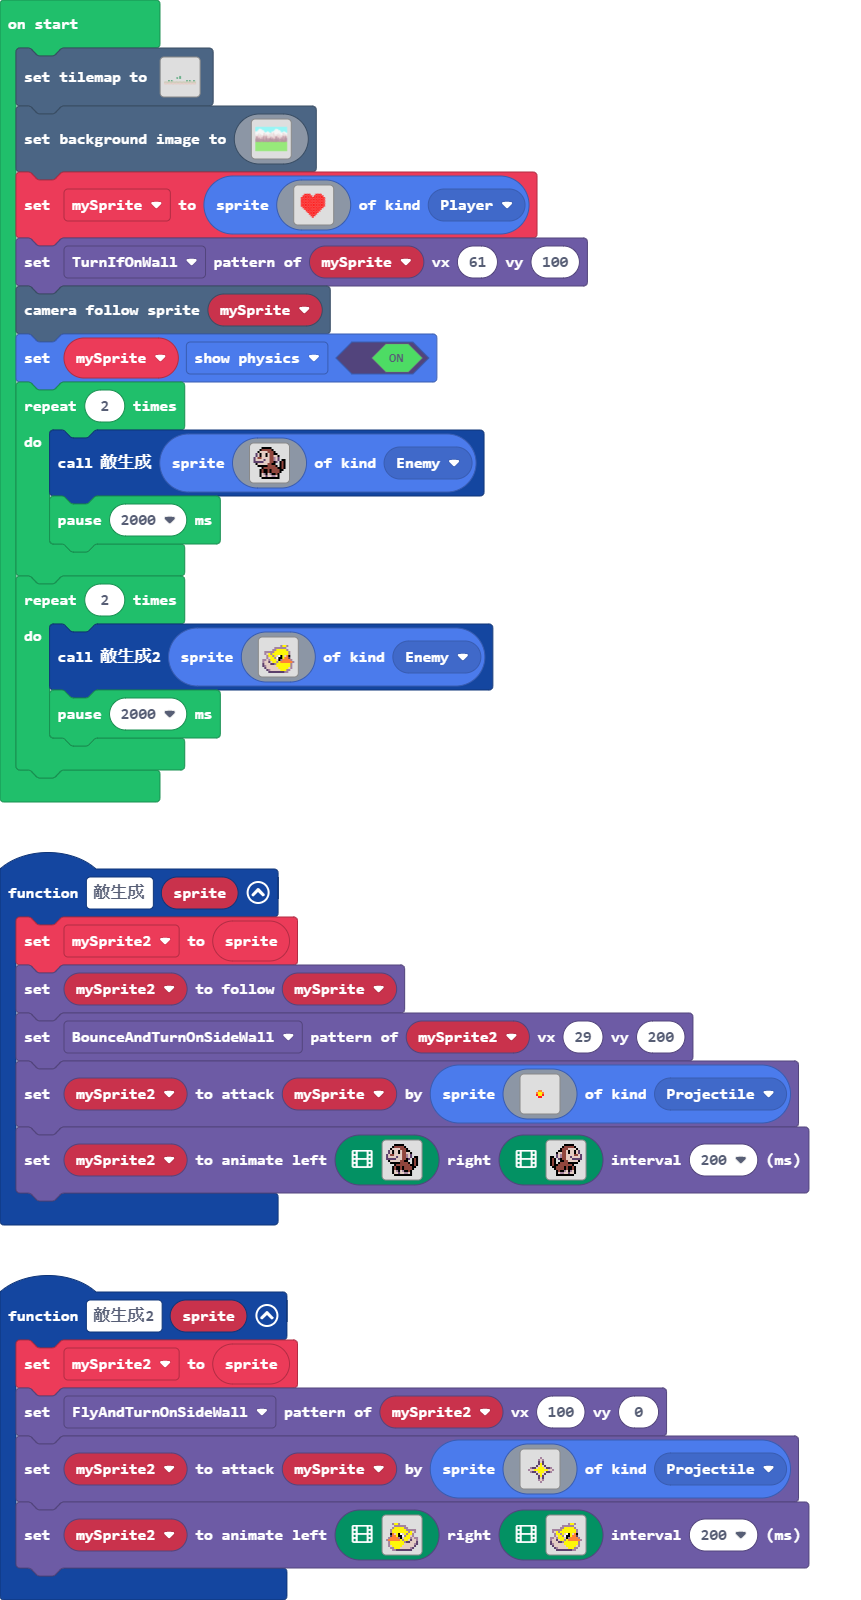 on start
set tilemap to
set background image to
set mySprite to sprite of kind Player
set TurnIfOnWall pattern of mySprite vx 61 vy 100
camera follow sprite mySprite
set mySprite show physics ON
repeat 2 times
do
call 敵生成 sprite of kind Enemy
pause 2000 ms
repeat 2 times
do
call 敵生成2 sprite of kind Enemy
pause 2000 ms
function 敵生成 sprite
set mySprite2 to sprite
set mySprite2 to follow mySprite
set BounceAndTurnOnSideWall pattern of mySprite2 vx 29 vy 200
set mySprite2 to attack mySprite by sprite of kind Projectile
set mySprite2 to animate left right interval 200 (ms)
function 敵生成2 sprite
set mySprite2 to sprite
set FlyAndTurnOnSideWall pattern of mySprite2 vx 100 vy 0
set mySprite2 to attack mySprite by sprite of kind Projectile
set mySprite2 to animate left right interval 200 (ms)